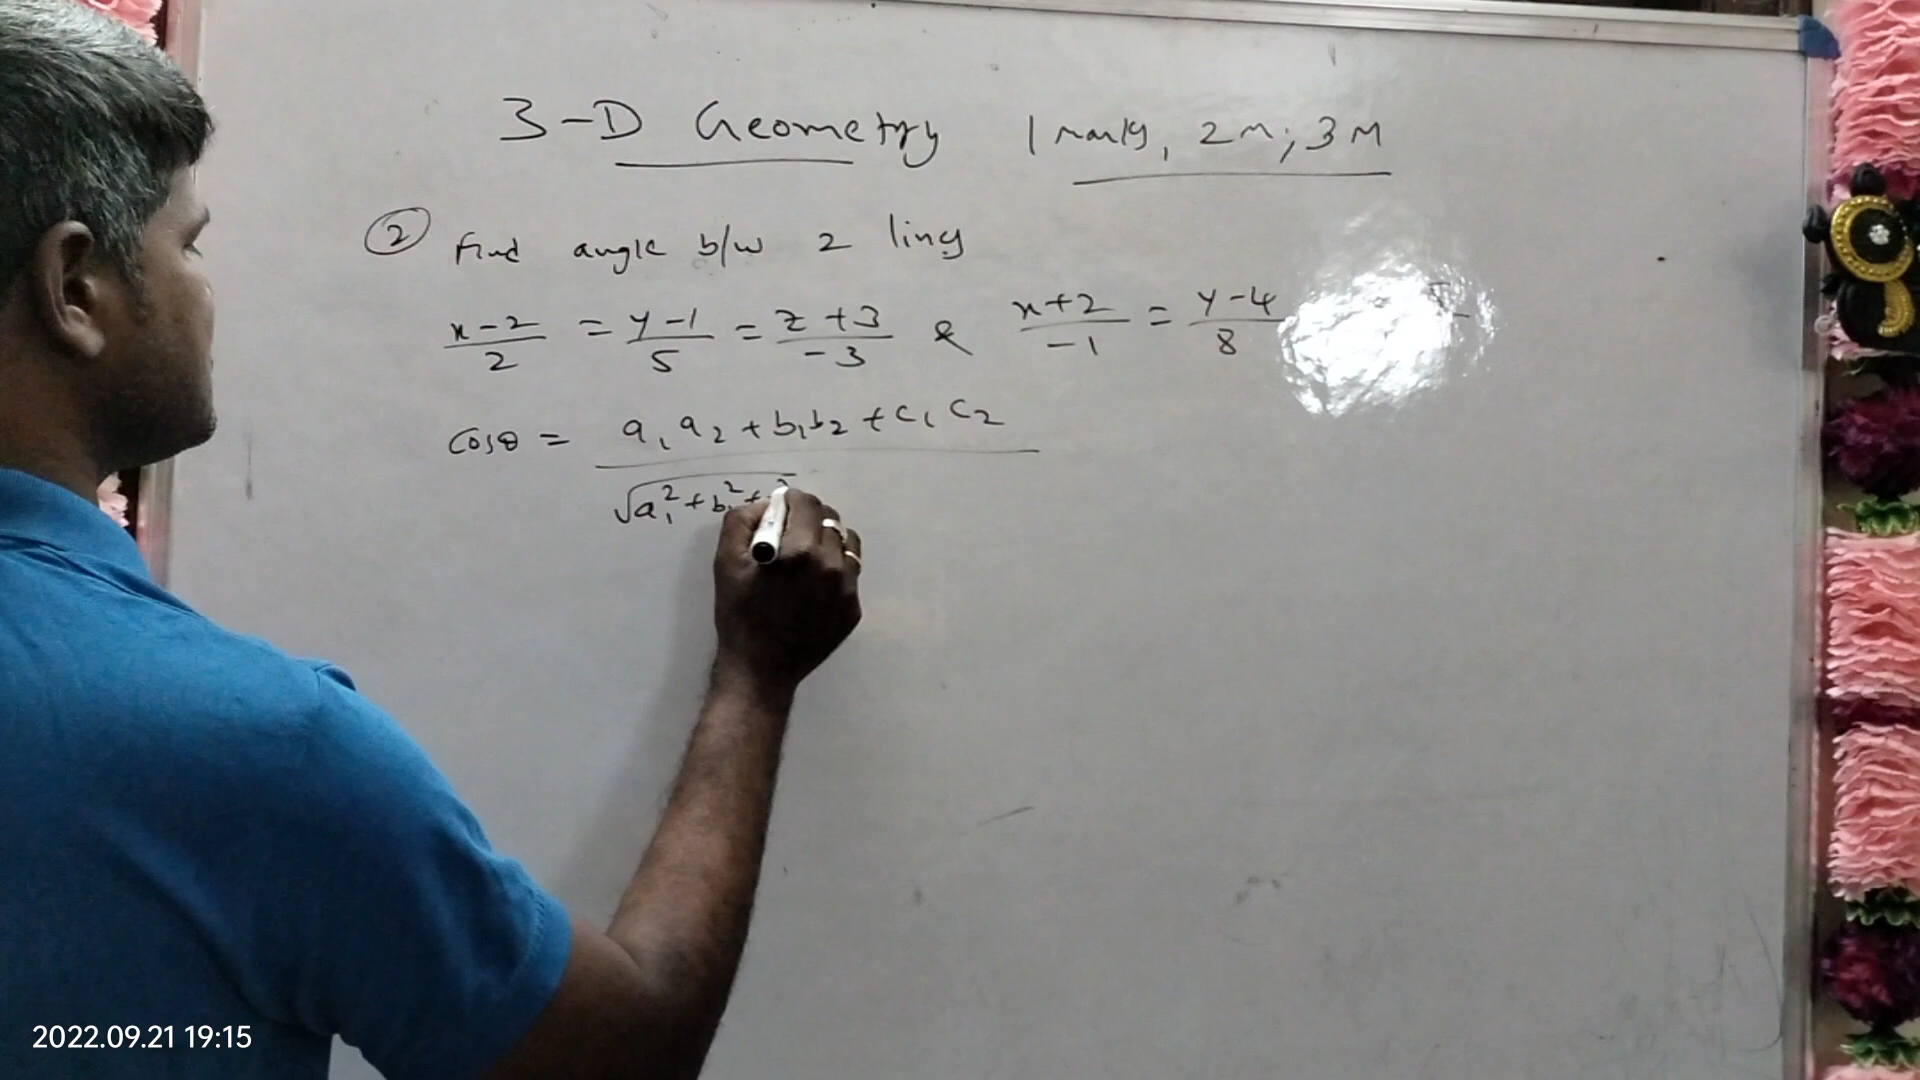 3-D Geometry 1 marks, 2M; 3M
② Find angle b/w 2 lines
x-2/2 = y-1/5 = z+3/-3 & x+2/-1 = y-4/8
cosθ = a₁a₂+b₁b₂+c₁c₂
√a₁²+b₁²+
2022.09.21 19:15